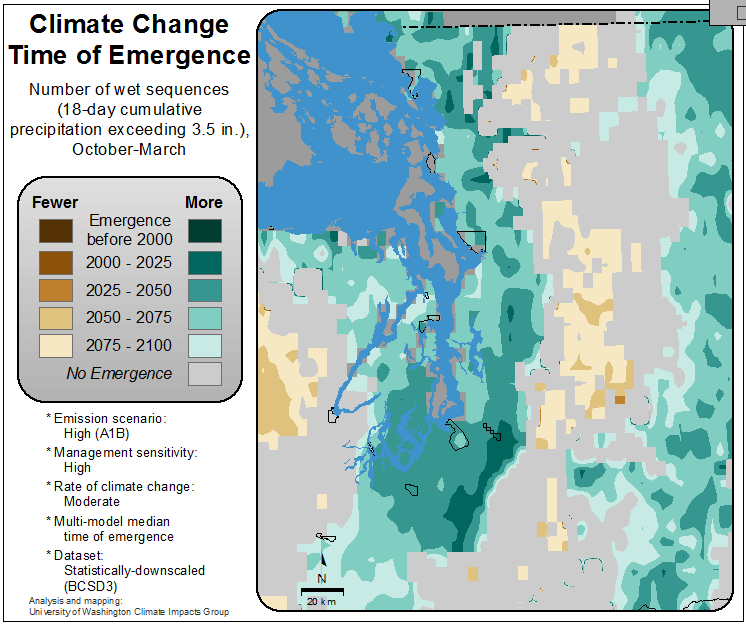 Climate Change
Time of Emergence
Number of wet sequences
(18-day cumulative
precipitation exceeding 3.5 in.),
October-March
Fewer More
Emergence
before 2000
2000 - 2025
2025 - 2050
2050 - 2075
2075 - 2100
No Emergence
* Emission scenario:
High (A1B)
* Management sensitivity:
High
* Rate of climate change:
Moderate
* Multi-model median
time of emergence
* Dataset:
Statistically-downscaled
(BCSD3)
Analysis and mapping:
University of Washington Climate Impacts Group
N
20 km